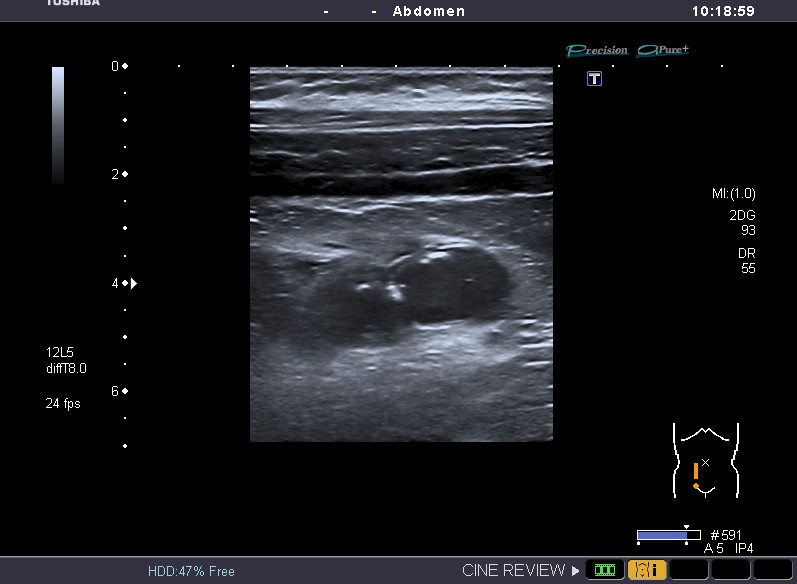 TOSHIBA
- - Abdomen 10:18:59
Precision APure+
0
T
2
MI:(1.0)
2DG
93
DR
55
4
12L5
diffT8.0
24 fps
6
#591
A 5 IP4
HDD:47% Free CINE REVIEW
i